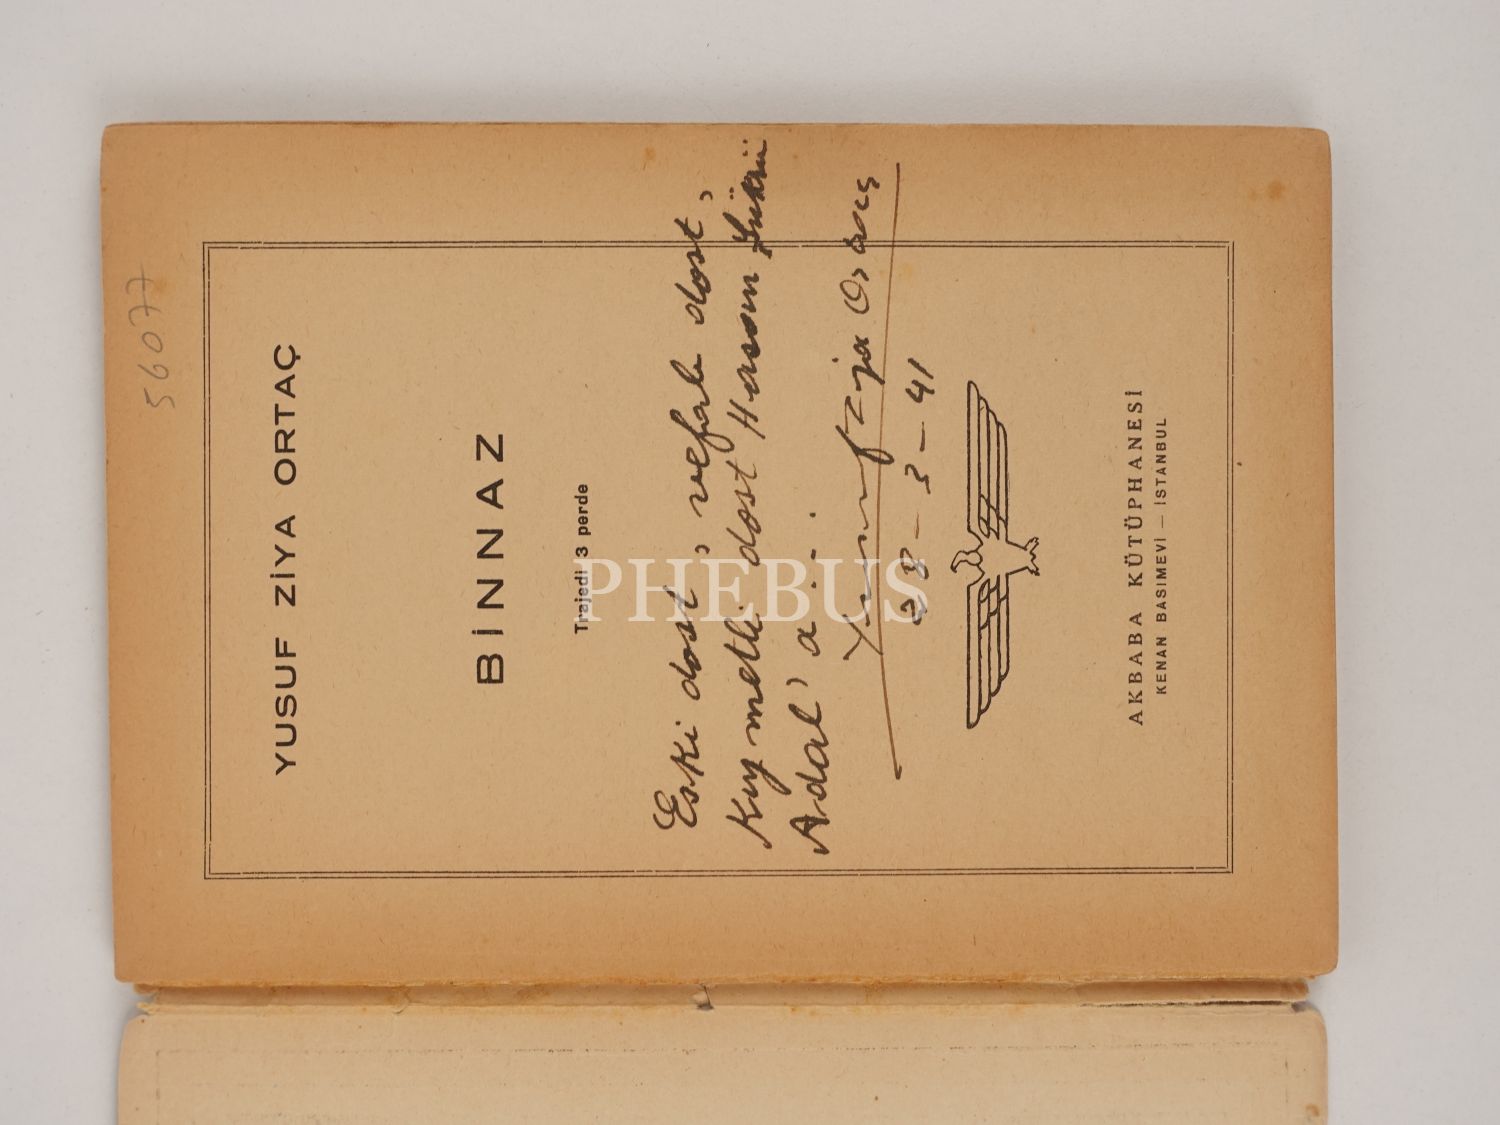 56077
YUSUF ZİYA ORTAÇ
BİNNAZ
Trajedi 3 perde
Eski dost, vefalı dost,
Kıymetli dost Hasan Şükrü
Adal'a...
Yusuf Ziya Ortaç
28-3-41
AKBABA KÜTÜPHANESİ
KENAN BASIMEVİ — İSTANBUL
PHEBUS